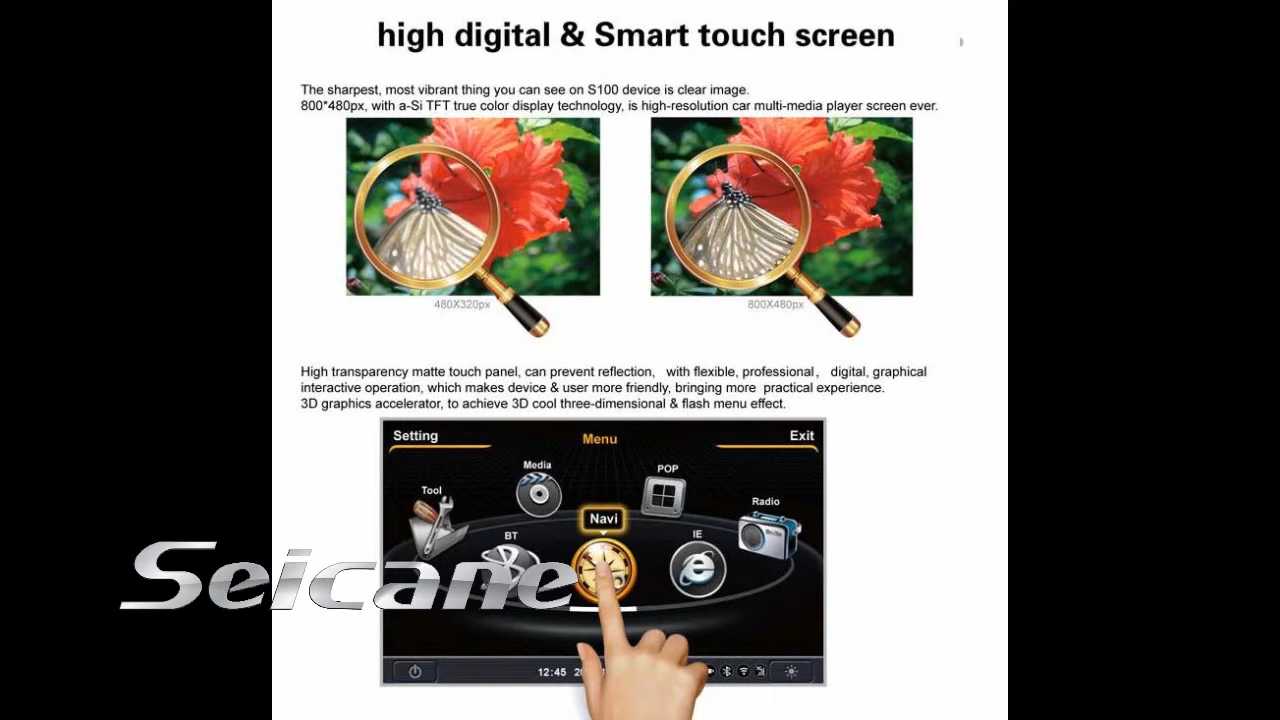 high digital & Smart touch screen
The sharpest, most vibrant thing you can see on S100 device is clear image.
800*480px, with a-Si TFT true color display technology, is high-resolution car multi-media player screen ever.
480X320px
800X480px
High transparency matte touch panel, can prevent reflection, with flexible, professional, digital, graphical
interactive operation, which makes device & user more friendly, bringing more practical experience.
3D graphics accelerator, to achieve 3D cool three-dimensional & flash menu effect.
Setting
Menu
Exit
Media
POP
Tool
Radio
Navi
BT
IE
Seicane
12:45